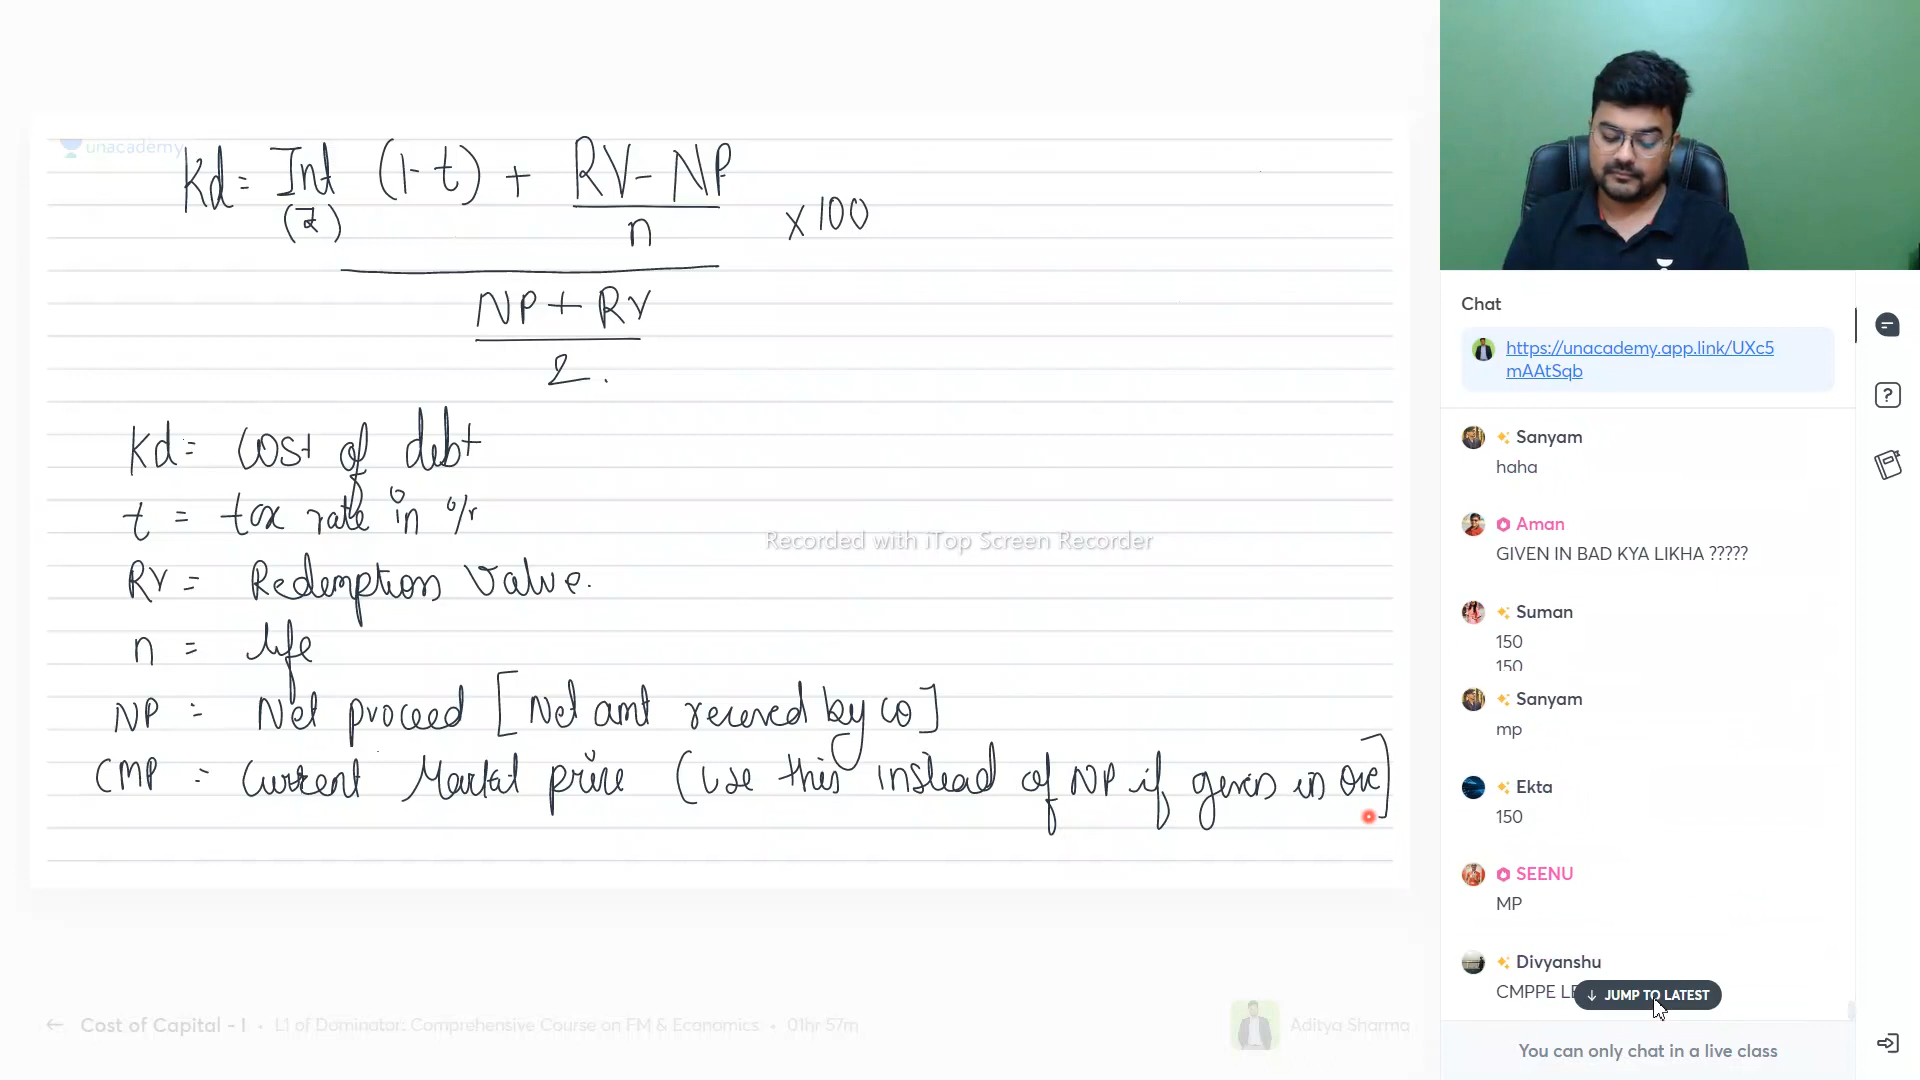 unacademy
Kd = Int (1-t) + RV - NP
(₹) n × 100
NP + RV
2.
Kd = cost of debt
t = tax rate in %
RV = Redemption Value.
n = life
NP = Net proceed [Net amt received by co]
CMP = Current Market price (use this instead of NP if given in Que]
Recorded with iTop Screen Recorder
Cost of Capital - I • L1 of Dominator: Comprehensive Course on FM & Economics • 01hr 57m
Aditya Sharma
Chat
https://unacademy.app.link/UXc5
mAAtSqb
Sanyam
haha
Aman
GIVEN IN BAD KYA LIKHA ?????
Suman
150
150
Sanyam
mp
Ekta
150
SEENU
MP
Divyanshu
CMPPE
JUMP TO LATEST
You can only chat in a live class